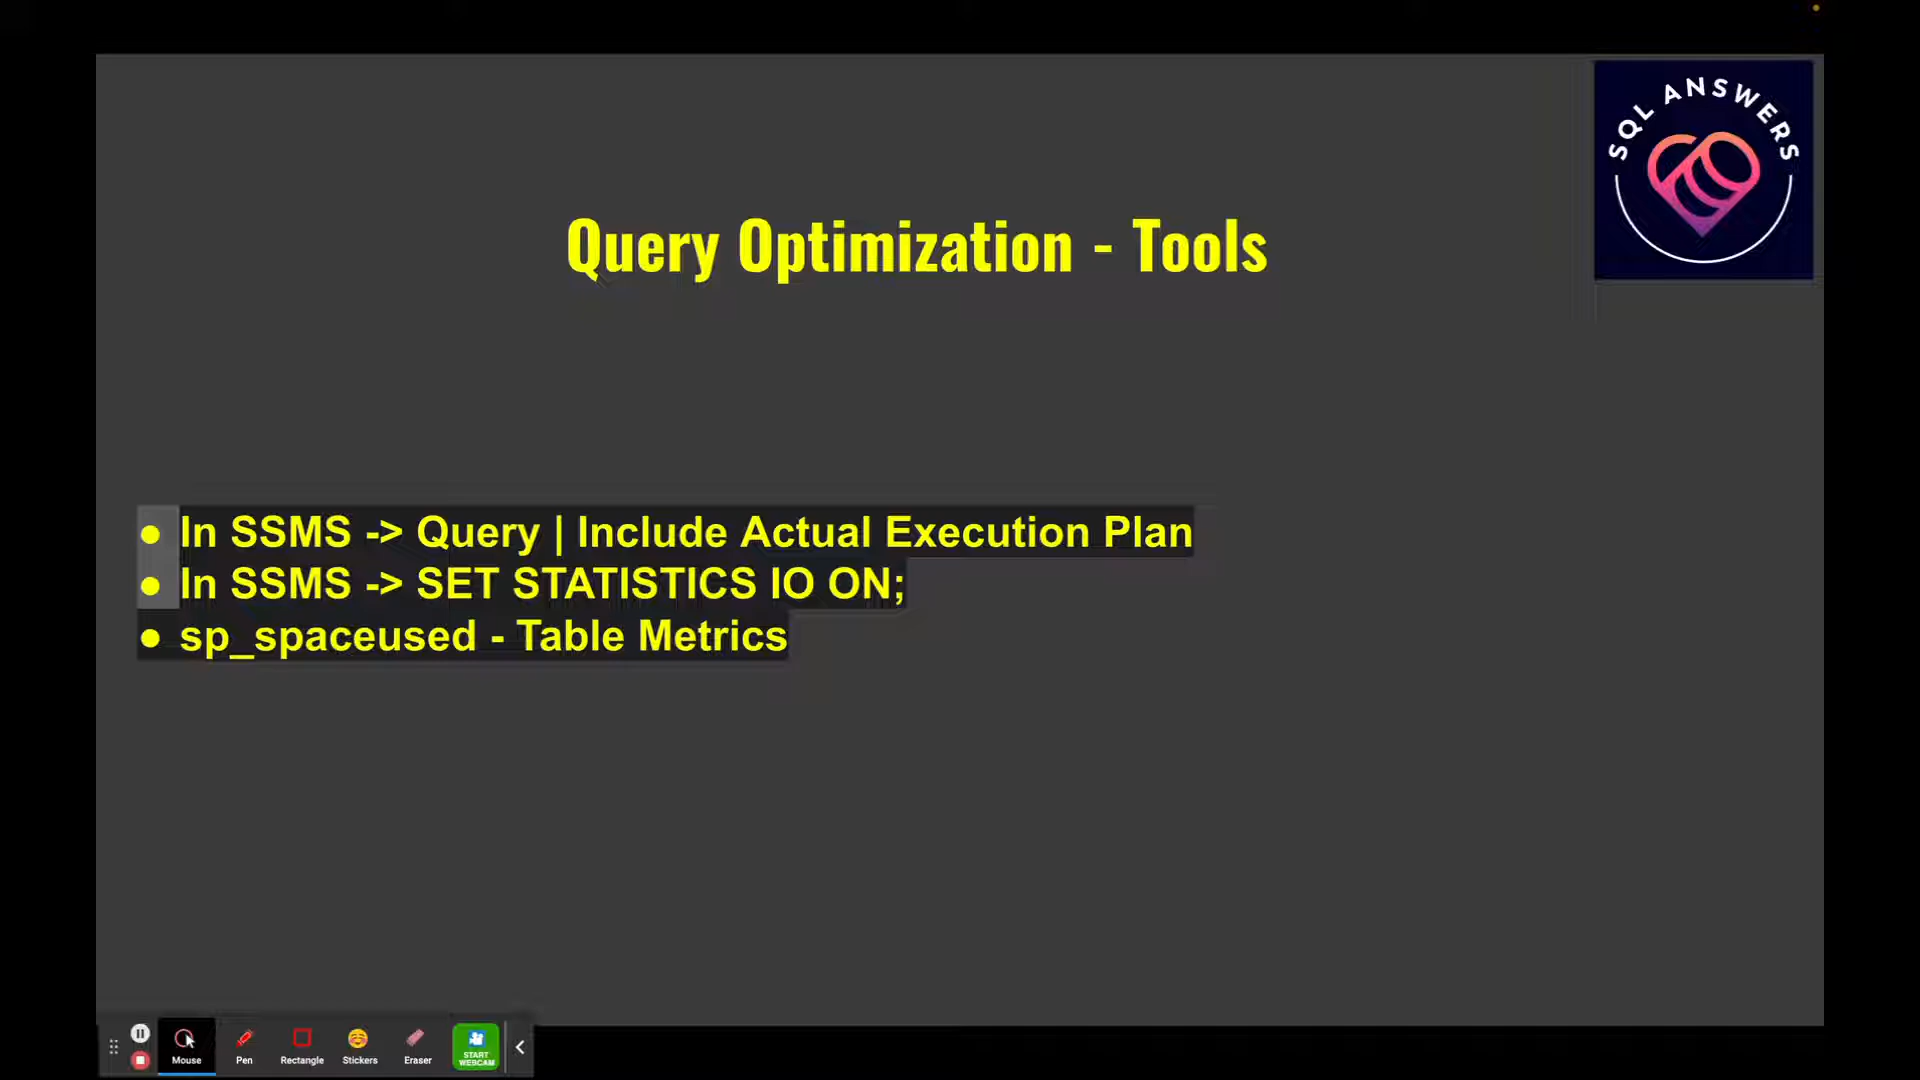 SQL ANSWERS
Query Optimization - Tools
● In SSMS -> Query | Include Actual Execution Plan
● In SSMS -> SET STATISTICS IO ON;
● sp_spaceused - Table Metrics
Mouse
Pen
Rectangle
Stickers
Eraser
START
WEBCAM